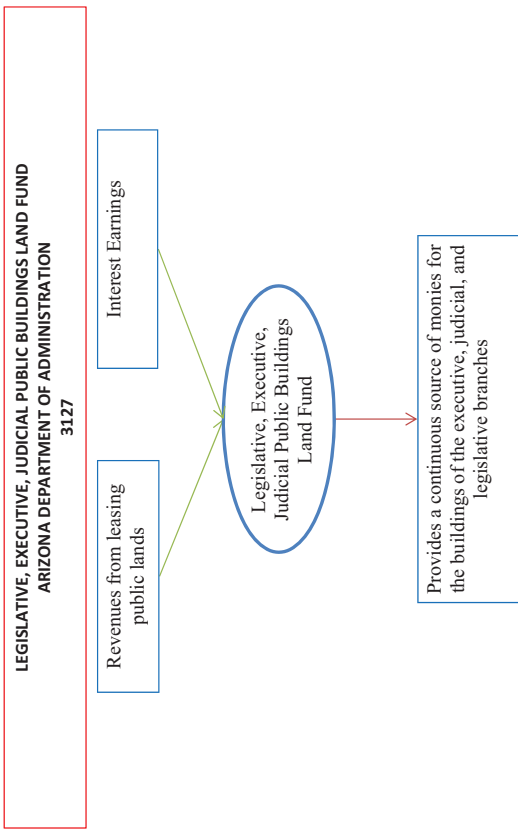 LEGISLATIVE, EXECUTIVE, JUDICIAL PUBLIC BUILDINGS LAND FUND
ARIZONA DEPARTMENT OF ADMINISTRATION
3127
Revenues from leasing
public lands
Interest Earnings
Legislative, Executive,
Judicial Public Buildings
Land Fund
Provides a continuous source of monies for
the buildings of the executive, judicial, and
legislative branches